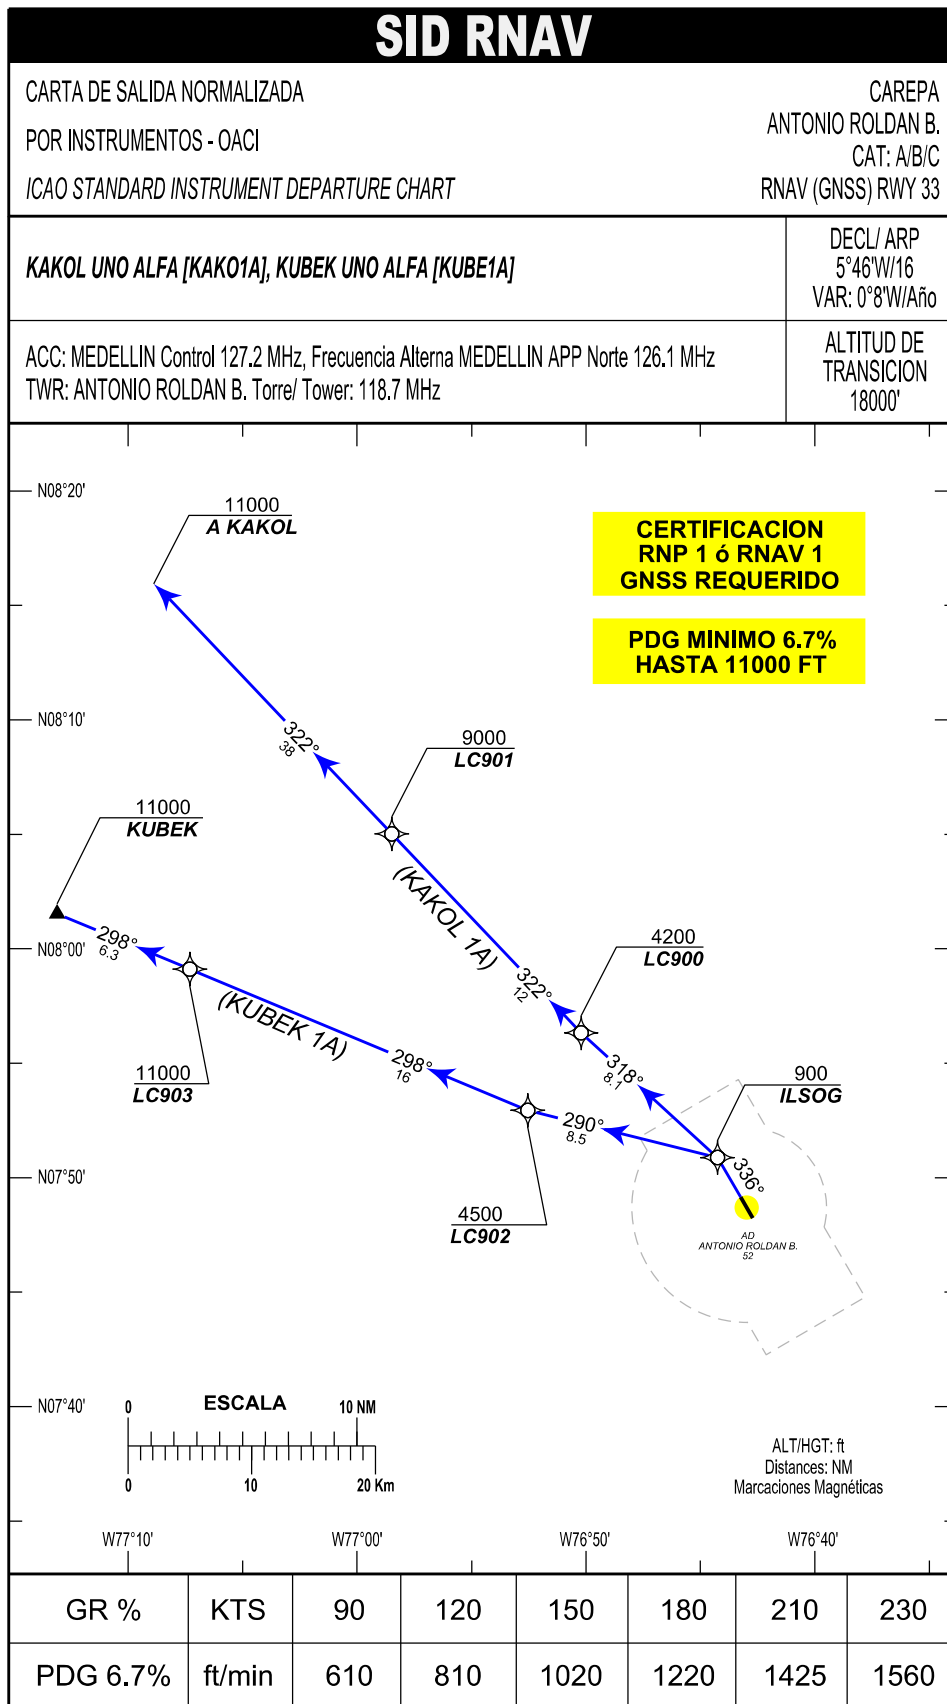 SID RNAV
CARTA DE SALIDA NORMALIZADA
POR INSTRUMENTOS - OACI
ICAO STANDARD INSTRUMENT DEPARTURE CHART
CAREPA
ANTONIO ROLDAN B.
CAT: A/B/C
RNAV (GNSS) RWY 33
KAKOL UNO ALFA [KAKO1A], KUBEK UNO ALFA [KUBE1A]
DECL/ ARP
5°46'W/16
VAR: 0°8'W/Año
ACC: MEDELLIN Control 127.2 MHz, Frecuencia Alterna MEDELLIN APP Norte 126.1 MHz
TWR: ANTONIO ROLDAN B. Torre/ Tower: 118.7 MHz
ALTITUD DE
TRANSICION
18000'
N08°20'
11000
A KAKOL
CERTIFICACION
RNP 1 ó RNAV 1
GNSS REQUERIDO
PDG MINIMO 6.7%
HASTA 11000 FT
N08°10'
322°
38
9000
LC901
11000
KUBEK
(KAKOL 1A)
298°
6.3
N08°00'
4200
LC900
322°
12
(KUBEK 1A)
11000
LC903
298°
16
318°
8.1
900
ILSOG
290°
8.5
336°
N07°50'
4500
LC902
AD
ANTONIO ROLDAN B.
52
N07°40'
0
ESCALA
10 NM
0
10
20 Km
ALT/HGT: ft
Distances: NM
Marcaciones Magnéticas
W77°10'
W77°00'
W76°50'
W76°40'
GR % KTS 90 120 150 180 210 230
PDG 6.7% ft/min 610 810 1020 1220 1425 1560